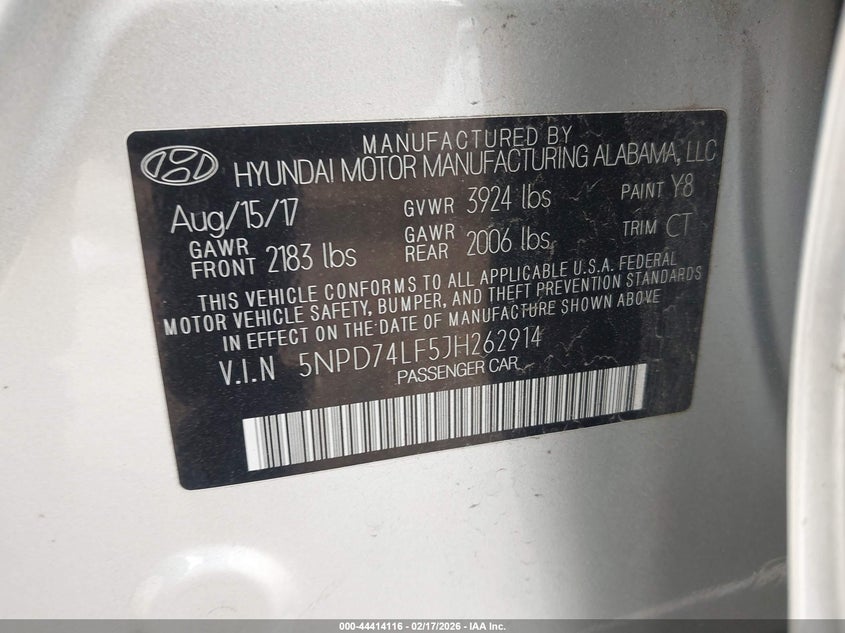 MANUFACTURED BY
HYUNDAI MOTOR MANUFACTURING ALABAMA, LLC
Aug/15/17 GVWR 3924 lbs PAINT Y8
GAWR FRONT 2183 lbs GAWR REAR 2006 lbs TRIM CT
THIS VEHICLE CONFORMS TO ALL APPLICABLE U.S.A. FEDERAL
MOTOR VEHICLE SAFETY, BUMPER, AND THEFT PREVENTION STANDARDS
IN EFFECT ON THE DATE OF MANUFACTURE SHOWN ABOVE
V.I.N 5NPD74LF5JH262914
PASSENGER CAR
000-44414116 - 02/17/2026 - IAA Inc.